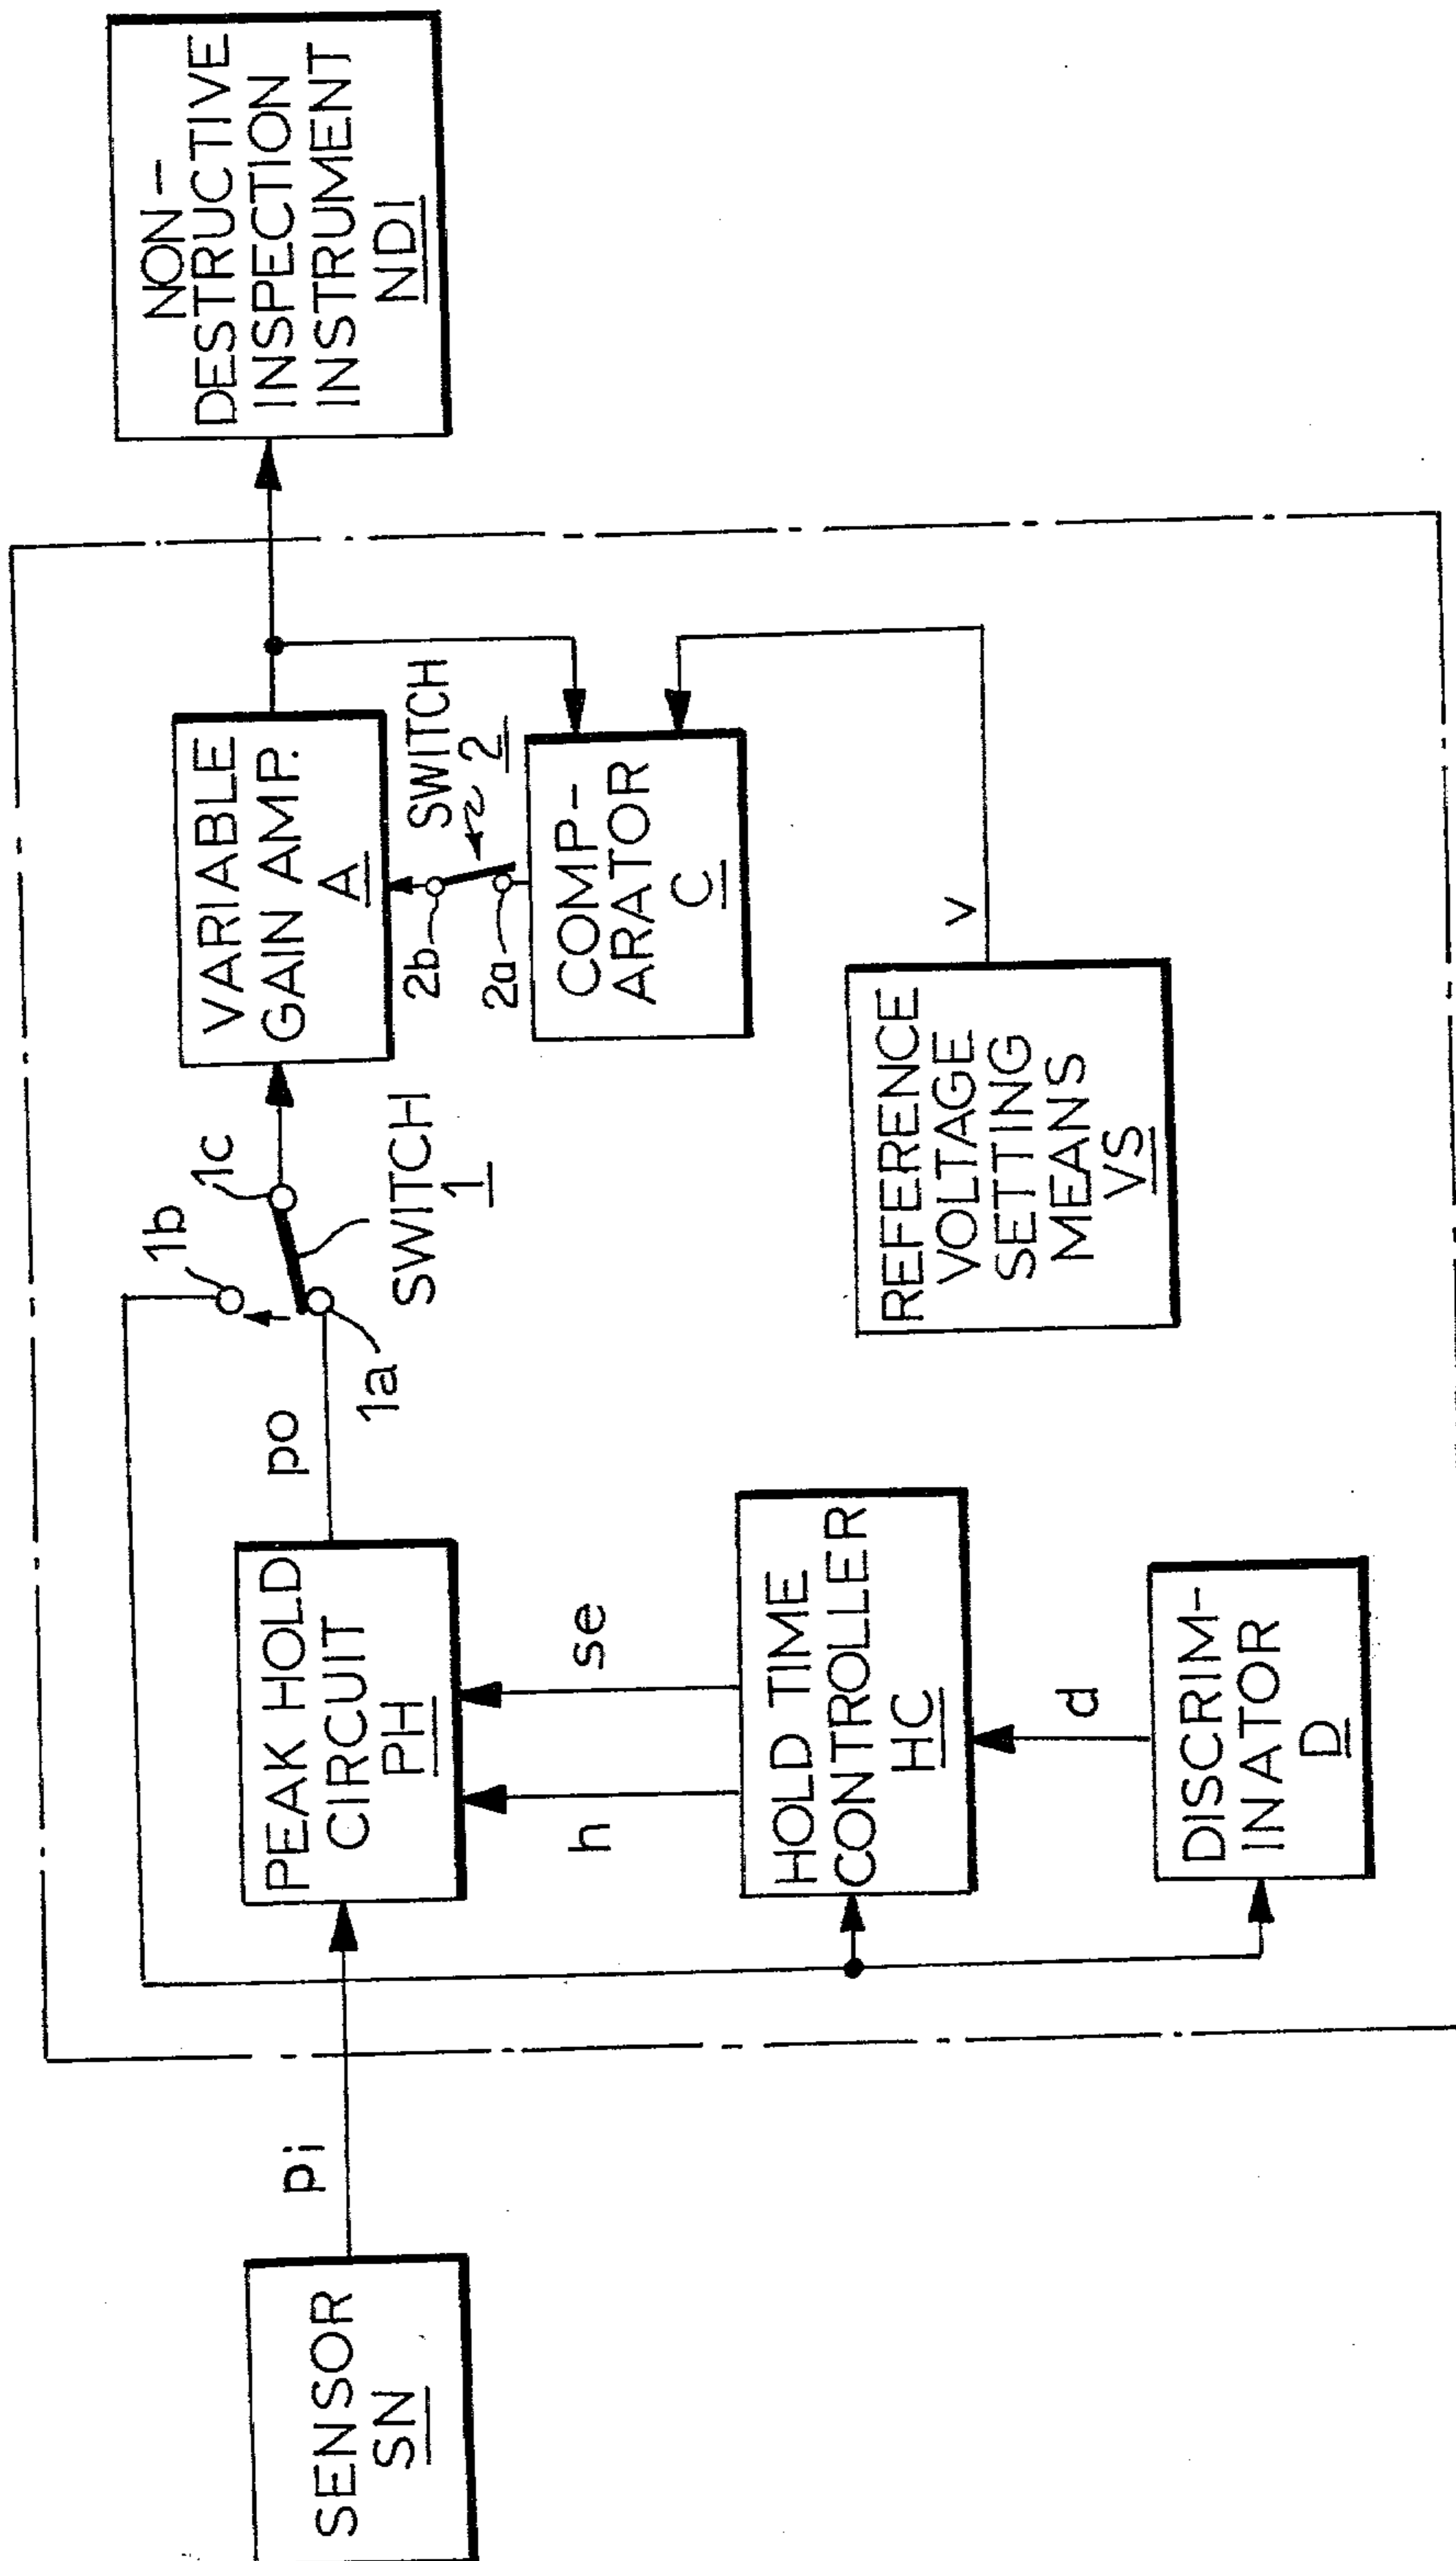 SENSOR
SN
pi
PEAK HOLD
CIRCUIT
PH
h
se
HOLD TIME
CONTROLLER
HC
d
DISCRIM-
INATOR
D
po
1a
1b
1c
SWITCH
1
VARIABLE
GAIN AMP.
A
2b
2a
SWITCH
2
COMP-
ARATOR
C
REFERENCE
VOLTAGE
SETTING
MEANS
VS
v
NON-
DESTRUCTIVE
INSPECTION
INSTRUMENT
NDI